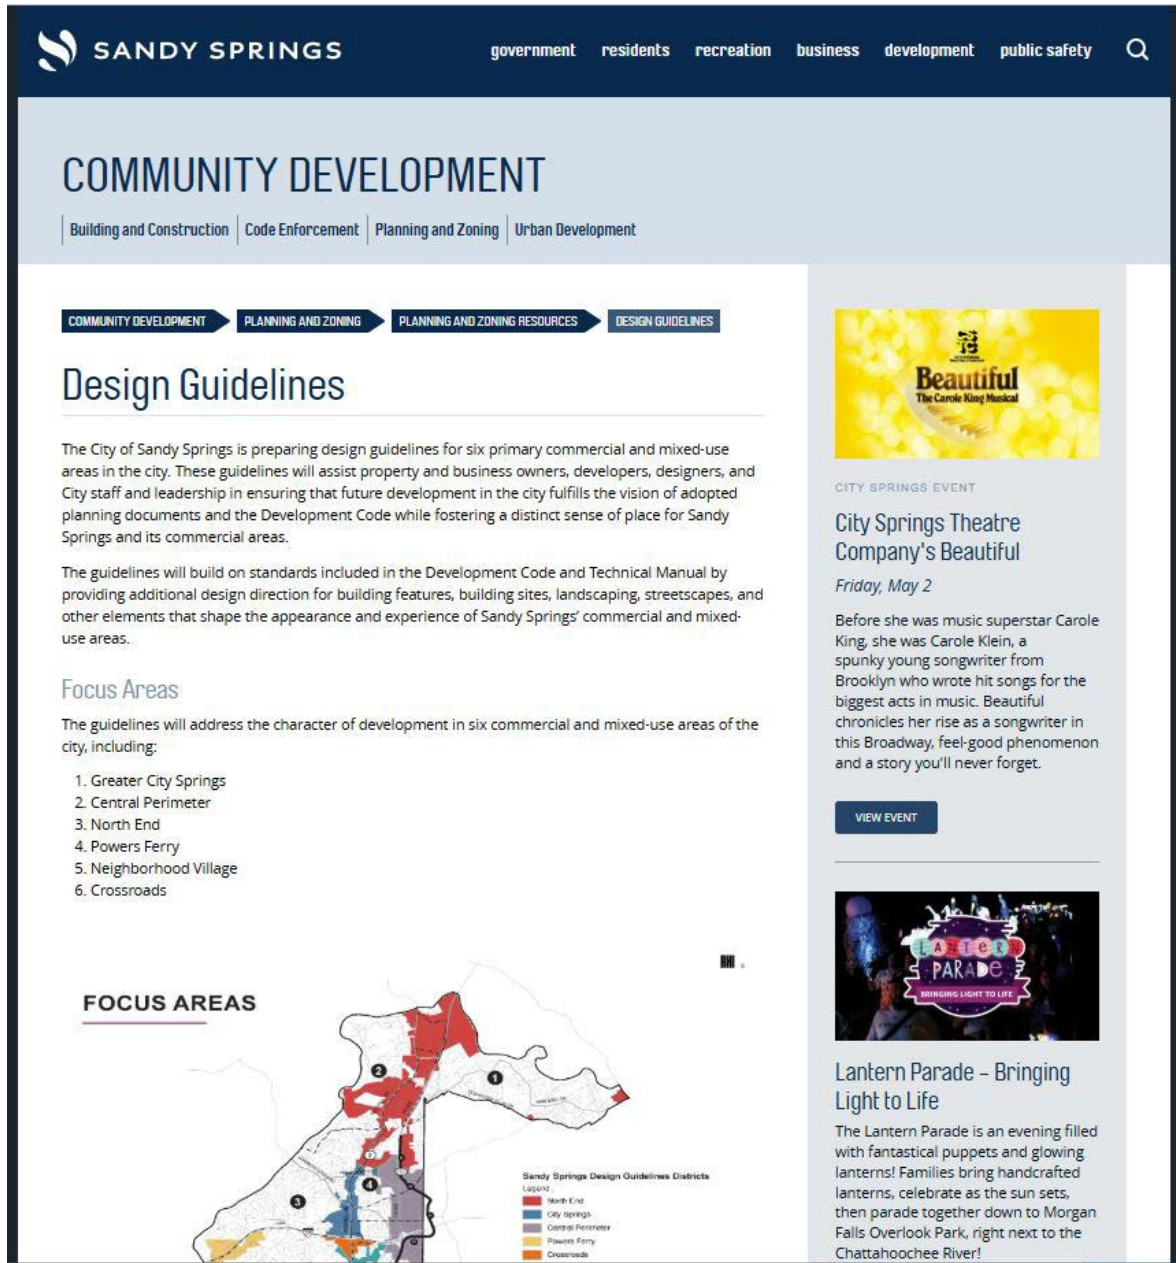 SANDY SPRINGS
government residents recreation business development public safety
COMMUNITY DEVELOPMENT
Building and Construction Code Enforcement Planning and Zoning Urban Development
COMMUNITY DEVELOPMENT PLANNING AND ZONING PLANNING AND ZONING RESOURCES DESIGN GUIDELINES
Design Guidelines
The City of Sandy Springs is preparing design guidelines for six primary commercial and mixed-use
areas in the city. These guidelines will assist property and business owners, developers, designers, and
City staff and leadership in ensuring that future development in the city fulfills the vision of adopted
planning documents and the Development Code while fostering a distinct sense of place for Sandy
Springs and its commercial areas.
The guidelines will build on standards included in the Development Code and Technical Manual by
providing additional design direction for building features, building sites, landscaping, streetscapes, and
other elements that shape the appearance and experience of Sandy Springs' commercial and mixed-
use areas.
Focus Areas
The guidelines will address the character of development in six commercial and mixed-use areas of the
city, including:
1. Greater City Springs
2. Central Perimeter
3. North End
4. Powers Ferry
5. Neighborhood Village
6. Crossroads
FOCUS AREAS
2
1
3
4
Sandy Springs Design Guidelines Districts
Legend
North End
City Springs
Central Perimeter
Powers Ferry
Crossroads
Beautiful
The Carole King Musical
CITY SPRINGS EVENT
City Springs Theatre
Company's Beautiful
Friday, May 2
Before she was music superstar Carole
King, she was Carole Klein, a
spunky young songwriter from
Brooklyn who wrote hit songs for the
biggest acts in music. Beautiful
chronicles her rise as a songwriter in
this Broadway, feel-good phenomenon
and a story you'll never forget.
VIEW EVENT
LANTERN
PARADE
BRINGING LIGHT TO LIFE
Lantern Parade – Bringing
Light to Life
The Lantern Parade is an evening filled
with fantastical puppets and glowing
lanterns! Families bring handcrafted
lanterns, celebrate as the sun sets,
then parade together down to Morgan
Falls Overlook Park, right next to the
Chattahoochee River!